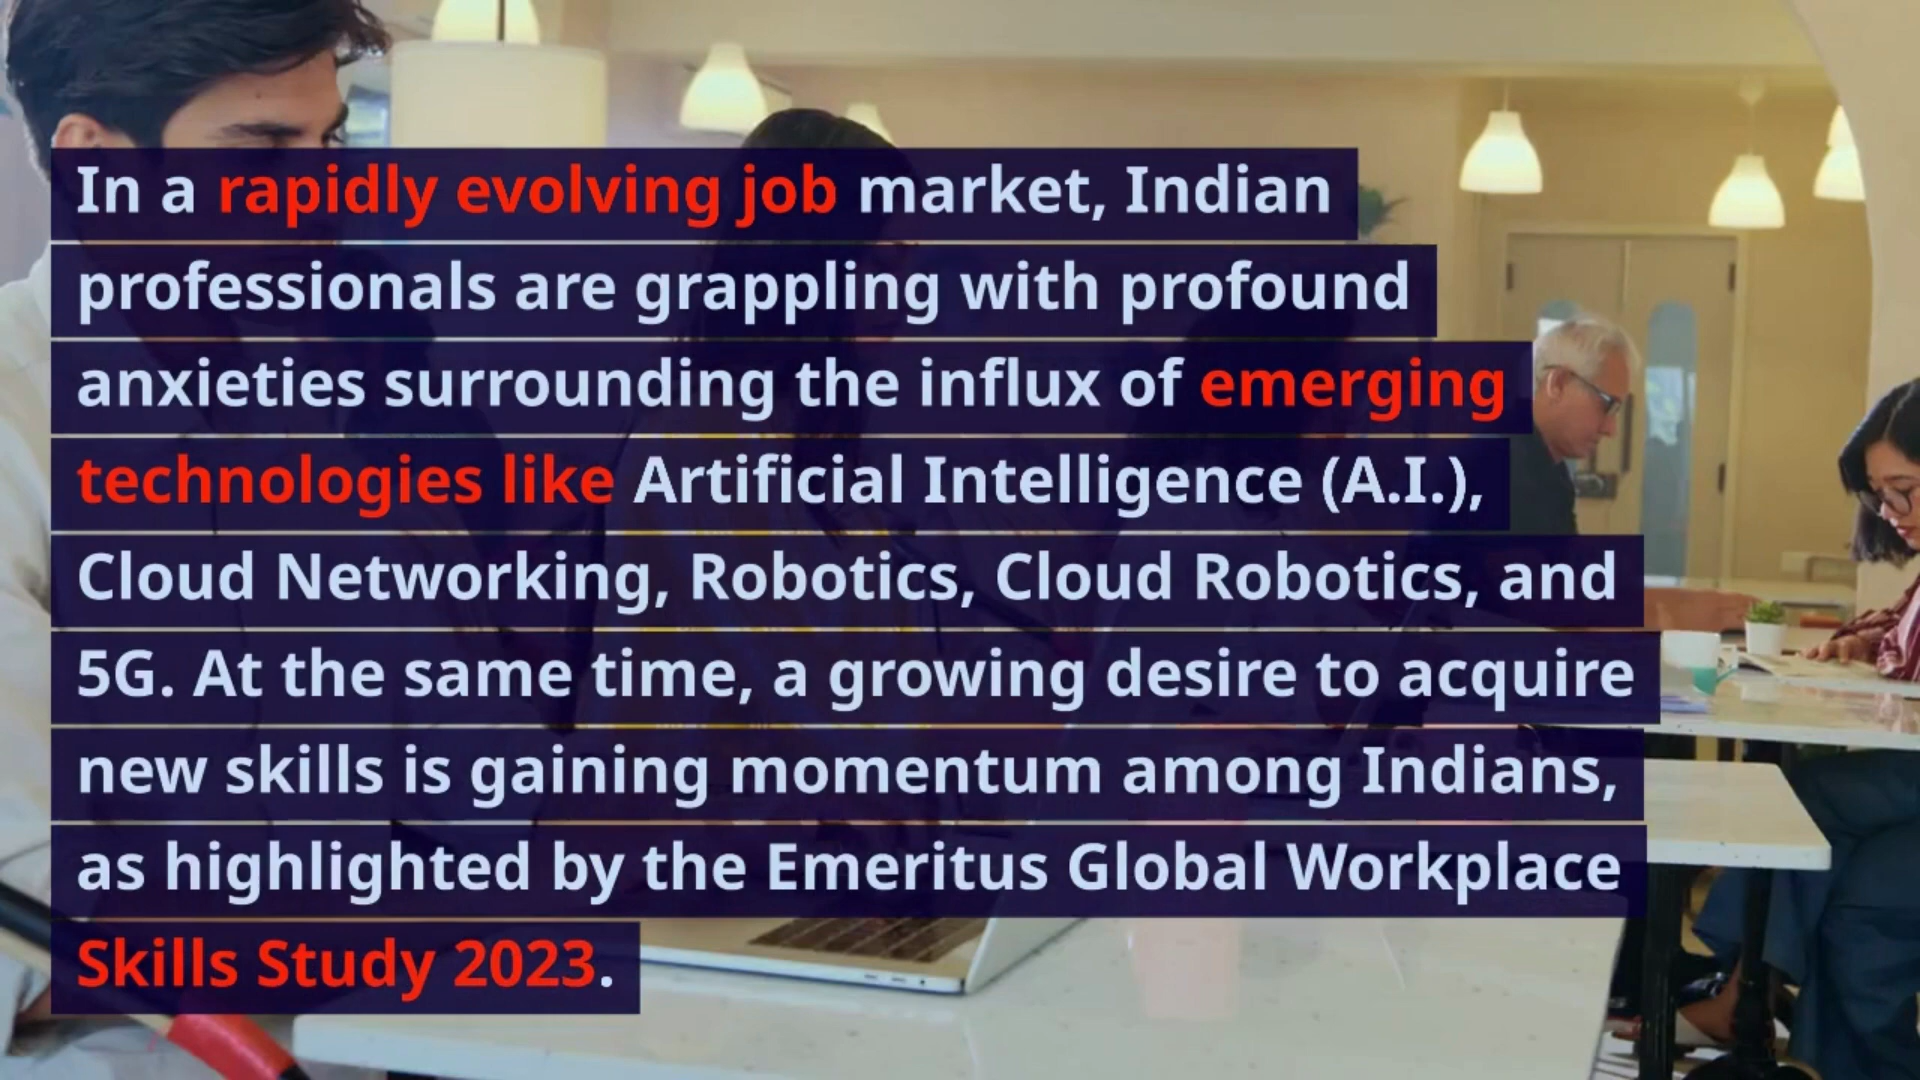 In a rapidly evolving job market, Indian
professionals are grappling with profound
anxieties surrounding the influx of emerging
technologies like Artificial Intelligence (A.I.),
Cloud Networking, Robotics, Cloud Robotics, and
5G. At the same time, a growing desire to acquire
new skills is gaining momentum among Indians,
as highlighted by the Emeritus Global Workplace
Skills Study 2023.